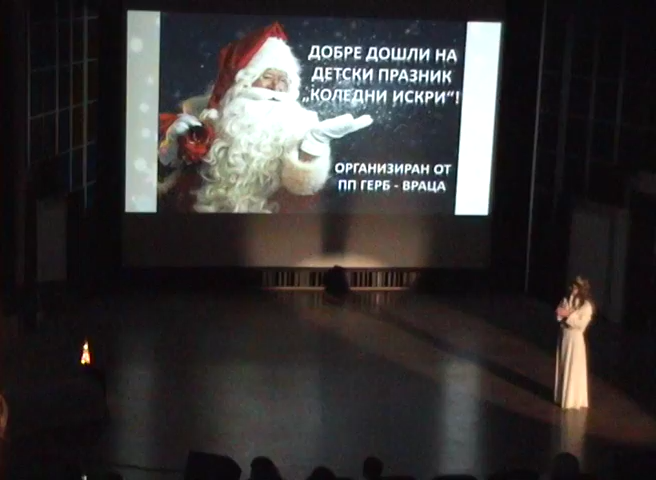 ДОБРЕ ДОШЛИ НА
ДЕТСКИ ПРАЗНИК
„КОЛЕДНИ ИСКРИ“!
ОРГАНИЗИРАН ОТ
ПП ГЕРБ - ВРАЦА